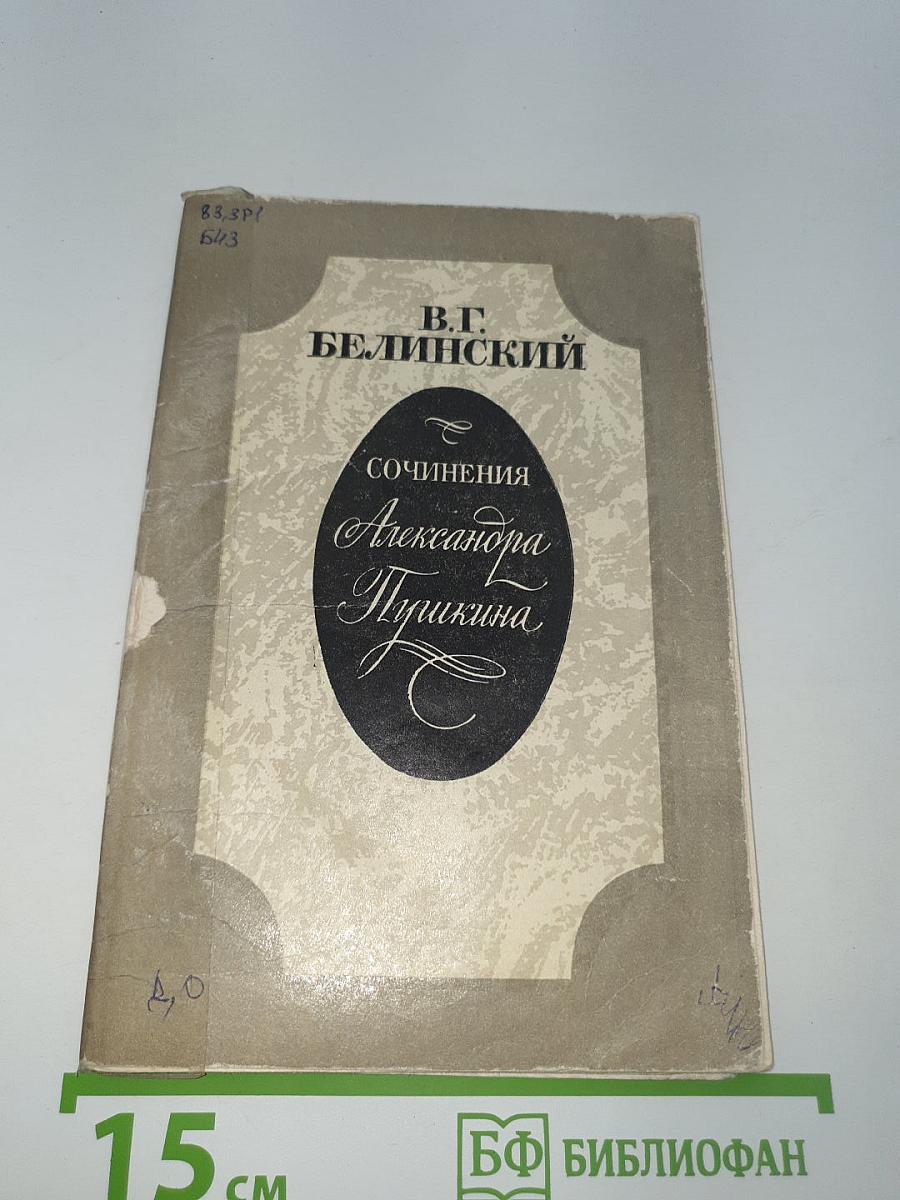 83,3Р1
Б43
В.Г.
БЕЛИНСКИЙ
СОЧИНЕНИЯ
Александра
Пушкина
15 см
БФ БИБЛИОФАН